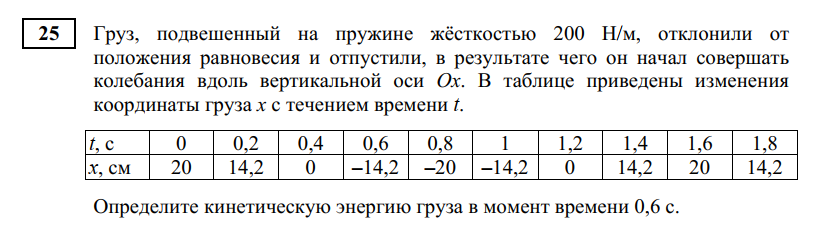 25 Груз, подвешенный на пружине жёсткостью 200 Н/м, отклонили от
положения равновесия и отпустили, в результате чего он начал совершать
колебания вдоль вертикальной оси Ox. В таблице приведены изменения
координаты груза x с течением времени t.
t, с 0 0,2 0,4 0,6 0,8 1 1,2 1,4 1,6 1,8
x, см 20 14,2 0 –14,2 –20 –14,2 0 14,2 20 14,2
Определите кинетическую энергию груза в момент времени 0,6 с.